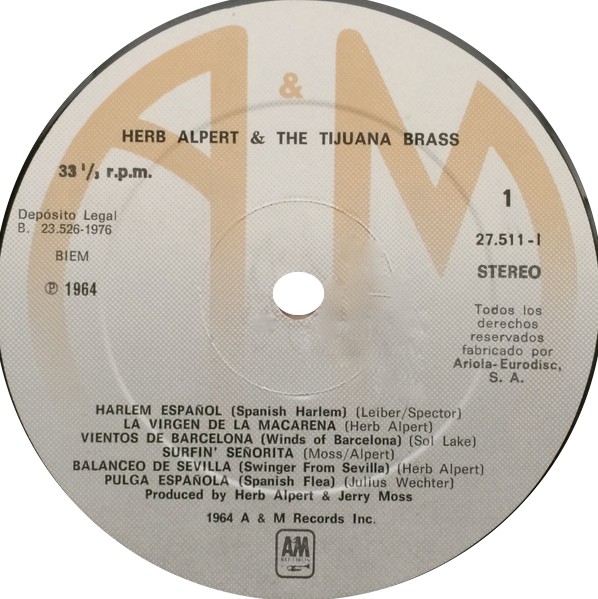 A & M
HERB ALPERT & THE TIJUANA BRASS
33 1/3 r.p.m.
1
Depósito Legal
B. 23.526-1976
27.511-I
BIEM
STEREO
℗ 1964
Todos los
derechos
reservados
fabricado por
Ariola-Eurodisc,
S. A.
HARLEM ESPAÑOL (Spanish Harlem) (Leiber/Spector)
LA VIRGEN DE LA MACARENA (Herb Alpert)
VIENTOS DE BARCELONA (Winds of Barcelona) (Sol Lake)
SURFIN' SEÑORITA (Moss/Alpert)
BALANCEO DE SEVILLA (Swinger From Sevilla) (Herb Alpert)
PULGA ESPAÑOLA (Spanish Flea) (Julius Wechter)
Produced by Herb Alpert & Jerry Moss
1964 A & M Records Inc.
A&M
RECORDS